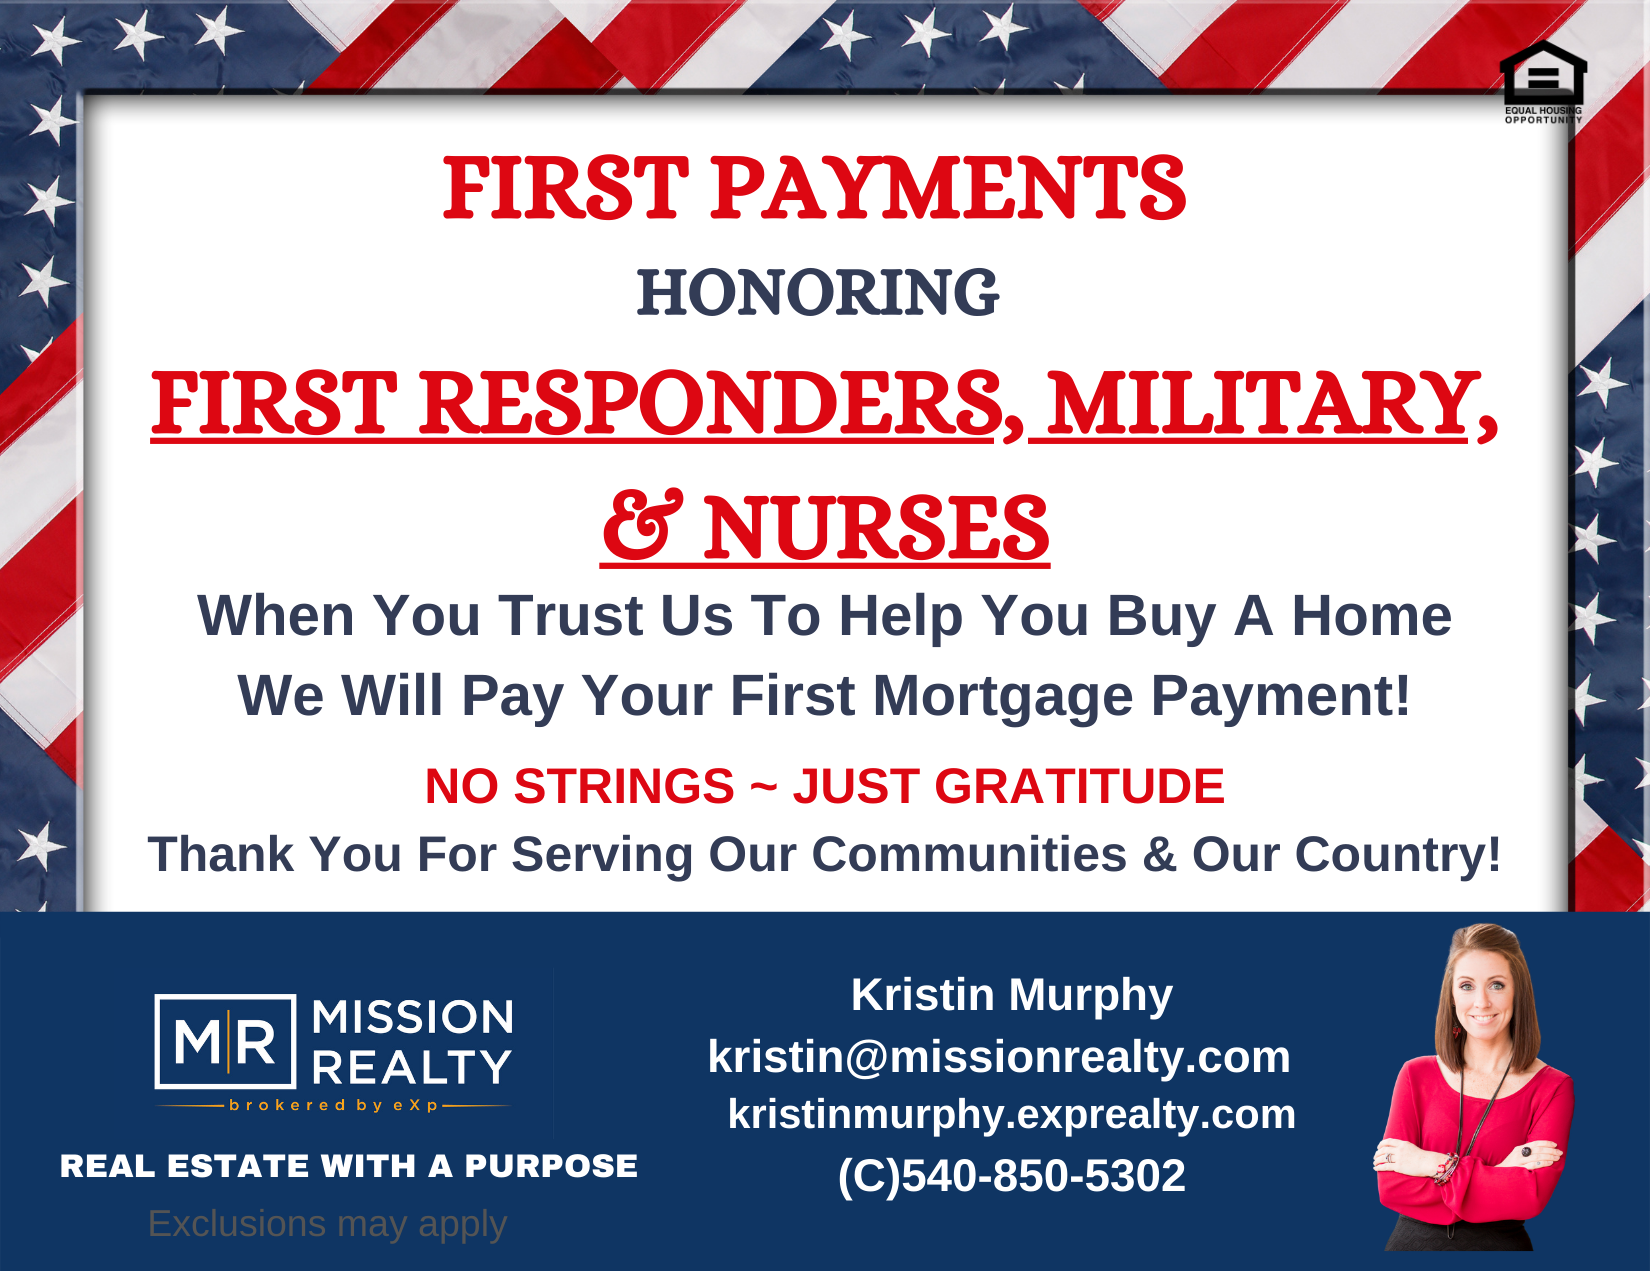 EQUAL HOUSING
OPPORTUNITY
FIRST PAYMENTS
HONORING
FIRST RESPONDERS, MILITARY,
& NURSES
When You Trust Us To Help You Buy A Home
We Will Pay Your First Mortgage Payment!
NO STRINGS ~ JUST GRATITUDE
Thank You For Serving Our Communities & Our Country!
M|R MISSION
REALTY
brokered by eXp
REAL ESTATE WITH A PURPOSE
Exclusions may apply
Kristin Murphy
kristin@missionrealty.com
kristinmurphy.exprealty.com
(C)540-850-5302